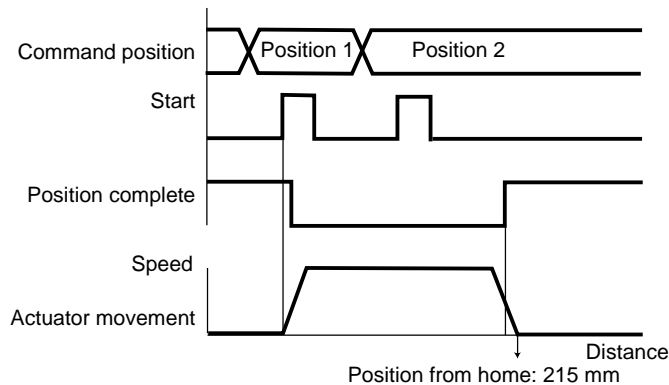 Command position
Position 1
Position 2
Start
Position complete
Speed
Actuator movement
Distance
Position from home: 215 mm